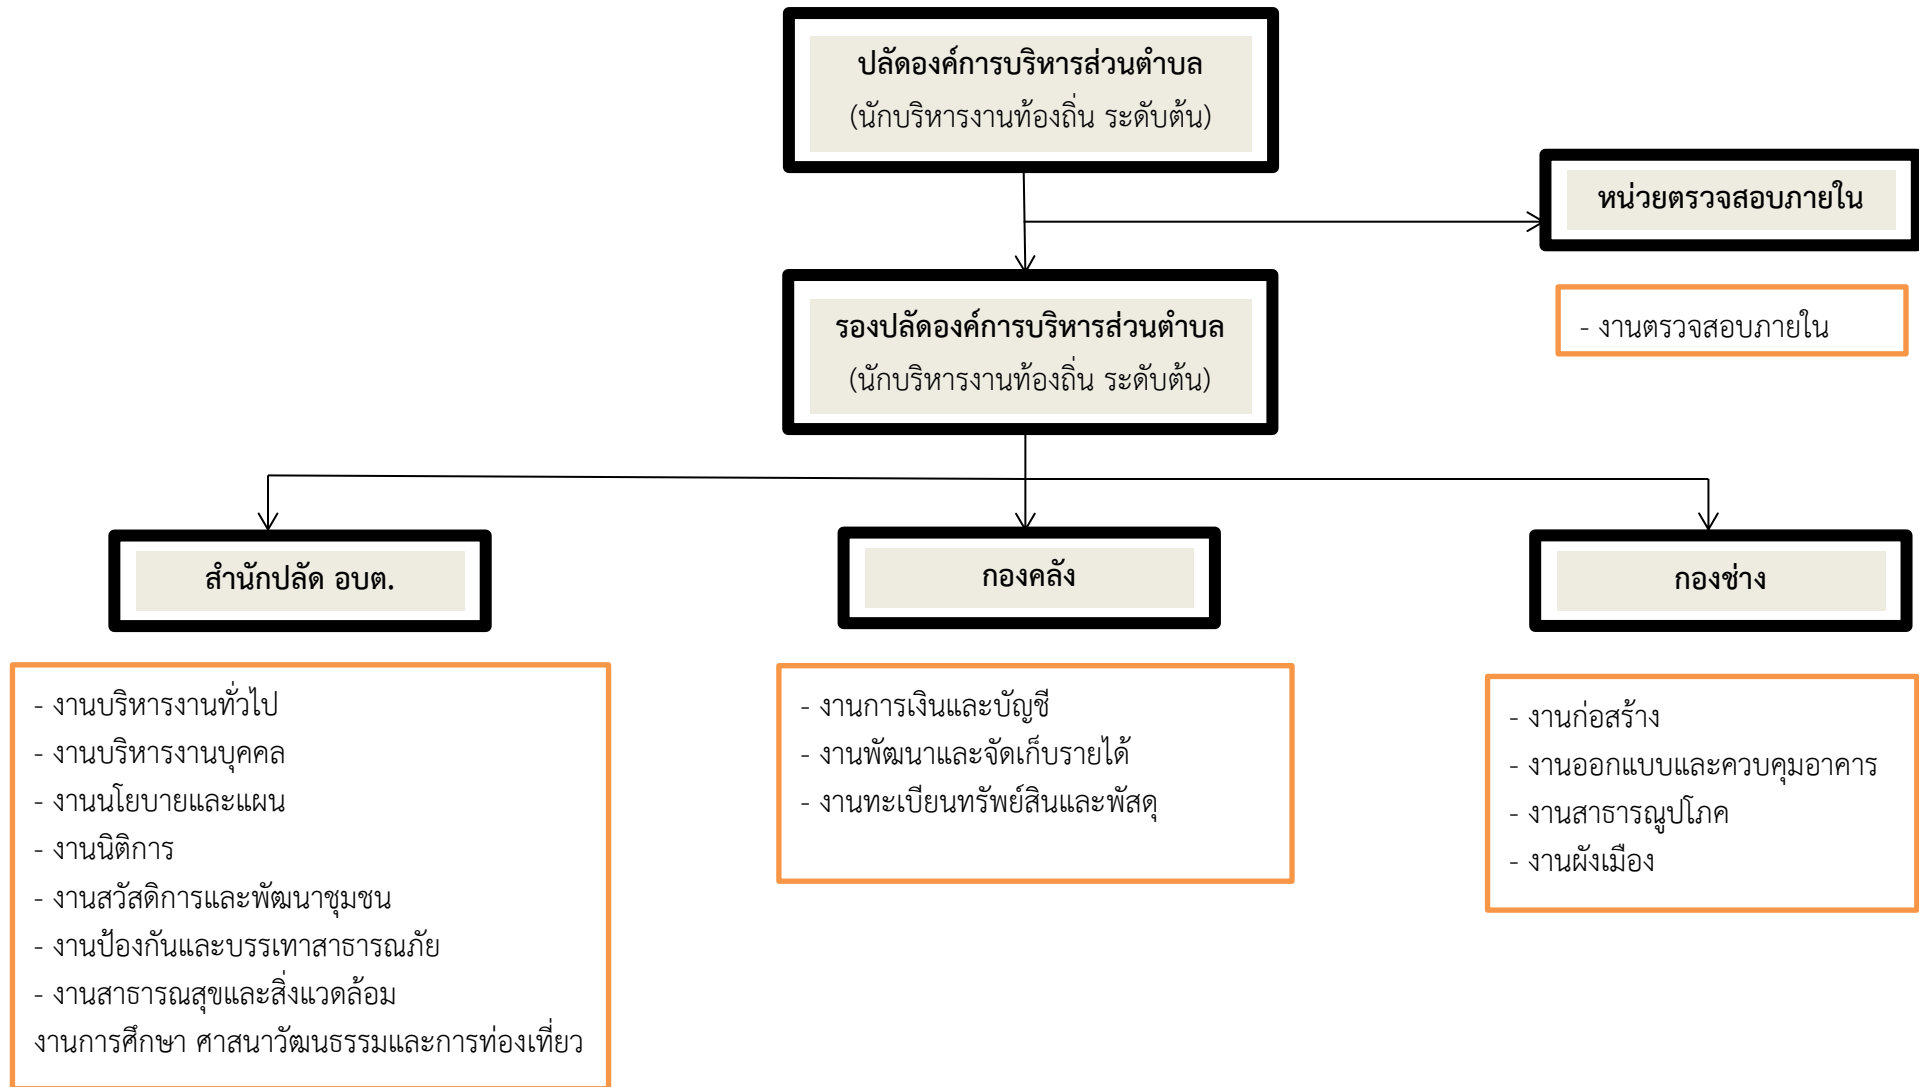 ปลัดองค์การบริหารส่วนตำบล
(นักบริหารงานท้องถิ่น ระดับต้น)
หน่วยตรวจสอบภายใน
- งานตรวจสอบภายใน
รองปลัดองค์การบริหารส่วนตำบล
(นักบริหารงานท้องถิ่น ระดับต้น)
สำนักปลัด อบต.
- งานบริหารงานทั่วไป
- งานบริหารงานบุคคล
- งานนโยบายและแผน
- งานนิติการ
- งานสวัสดิการและพัฒนาชุมชน
- งานป้องกันและบรรเทาสาธารณภัย
- งานสาธารณสุขและสิ่งแวดล้อม
งานการศึกษา ศาสนาวัฒนธรรมและการท่องเที่ยว
กองคลัง
- งานการเงินและบัญชี
- งานพัฒนาและจัดเก็บรายได้
- งานทะเบียนทรัพย์สินและพัสดุ
กองช่าง
- งานก่อสร้าง
- งานออกแบบและควบคุมอาคาร
- งานสาธารณูปโภค
- งานผังเมือง